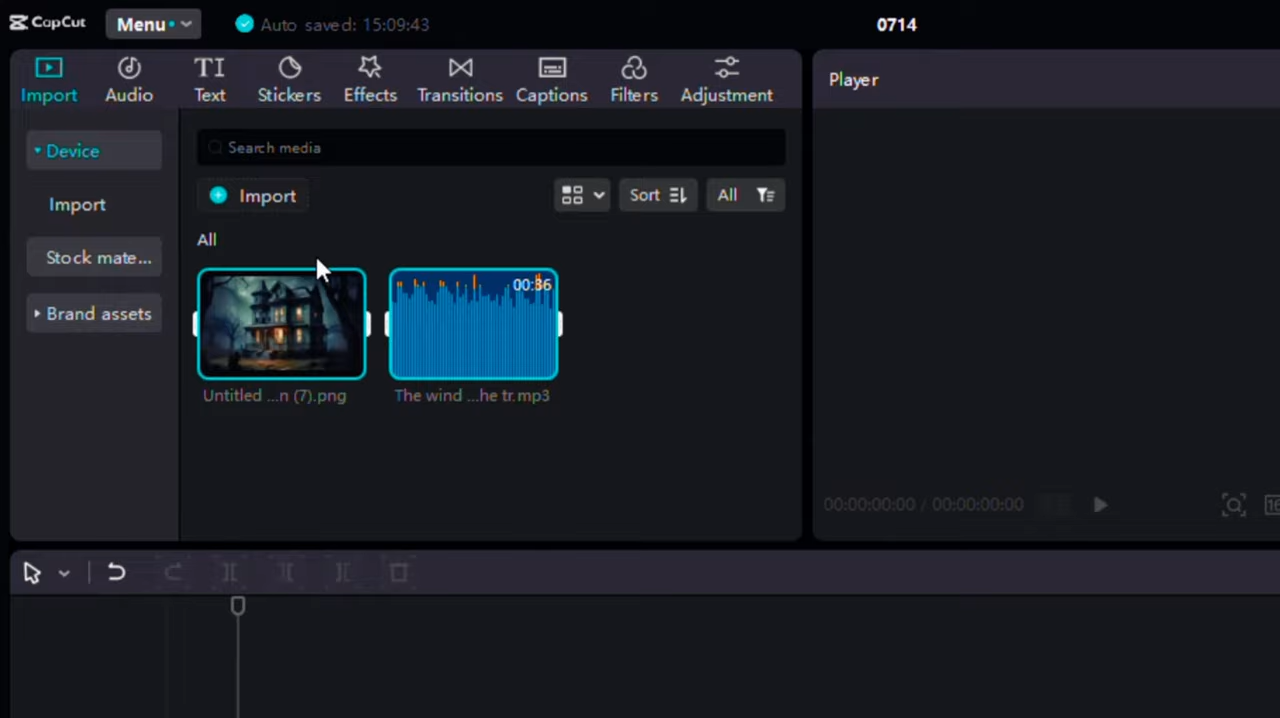 CapCut
Menu
Auto saved: 15:09:43
0714
Import
Audio
TI
Text
Stickers
Effects
Transitions
Captions
Filters
Adjustment
Player
Device
Import
Stock mate...
Brand assets
Search media
Import
Sort
All
All
00:36
Untitled ...n (7).png
The wind ...he tr.mp3
00:00:00:00 / 00:00:00:00